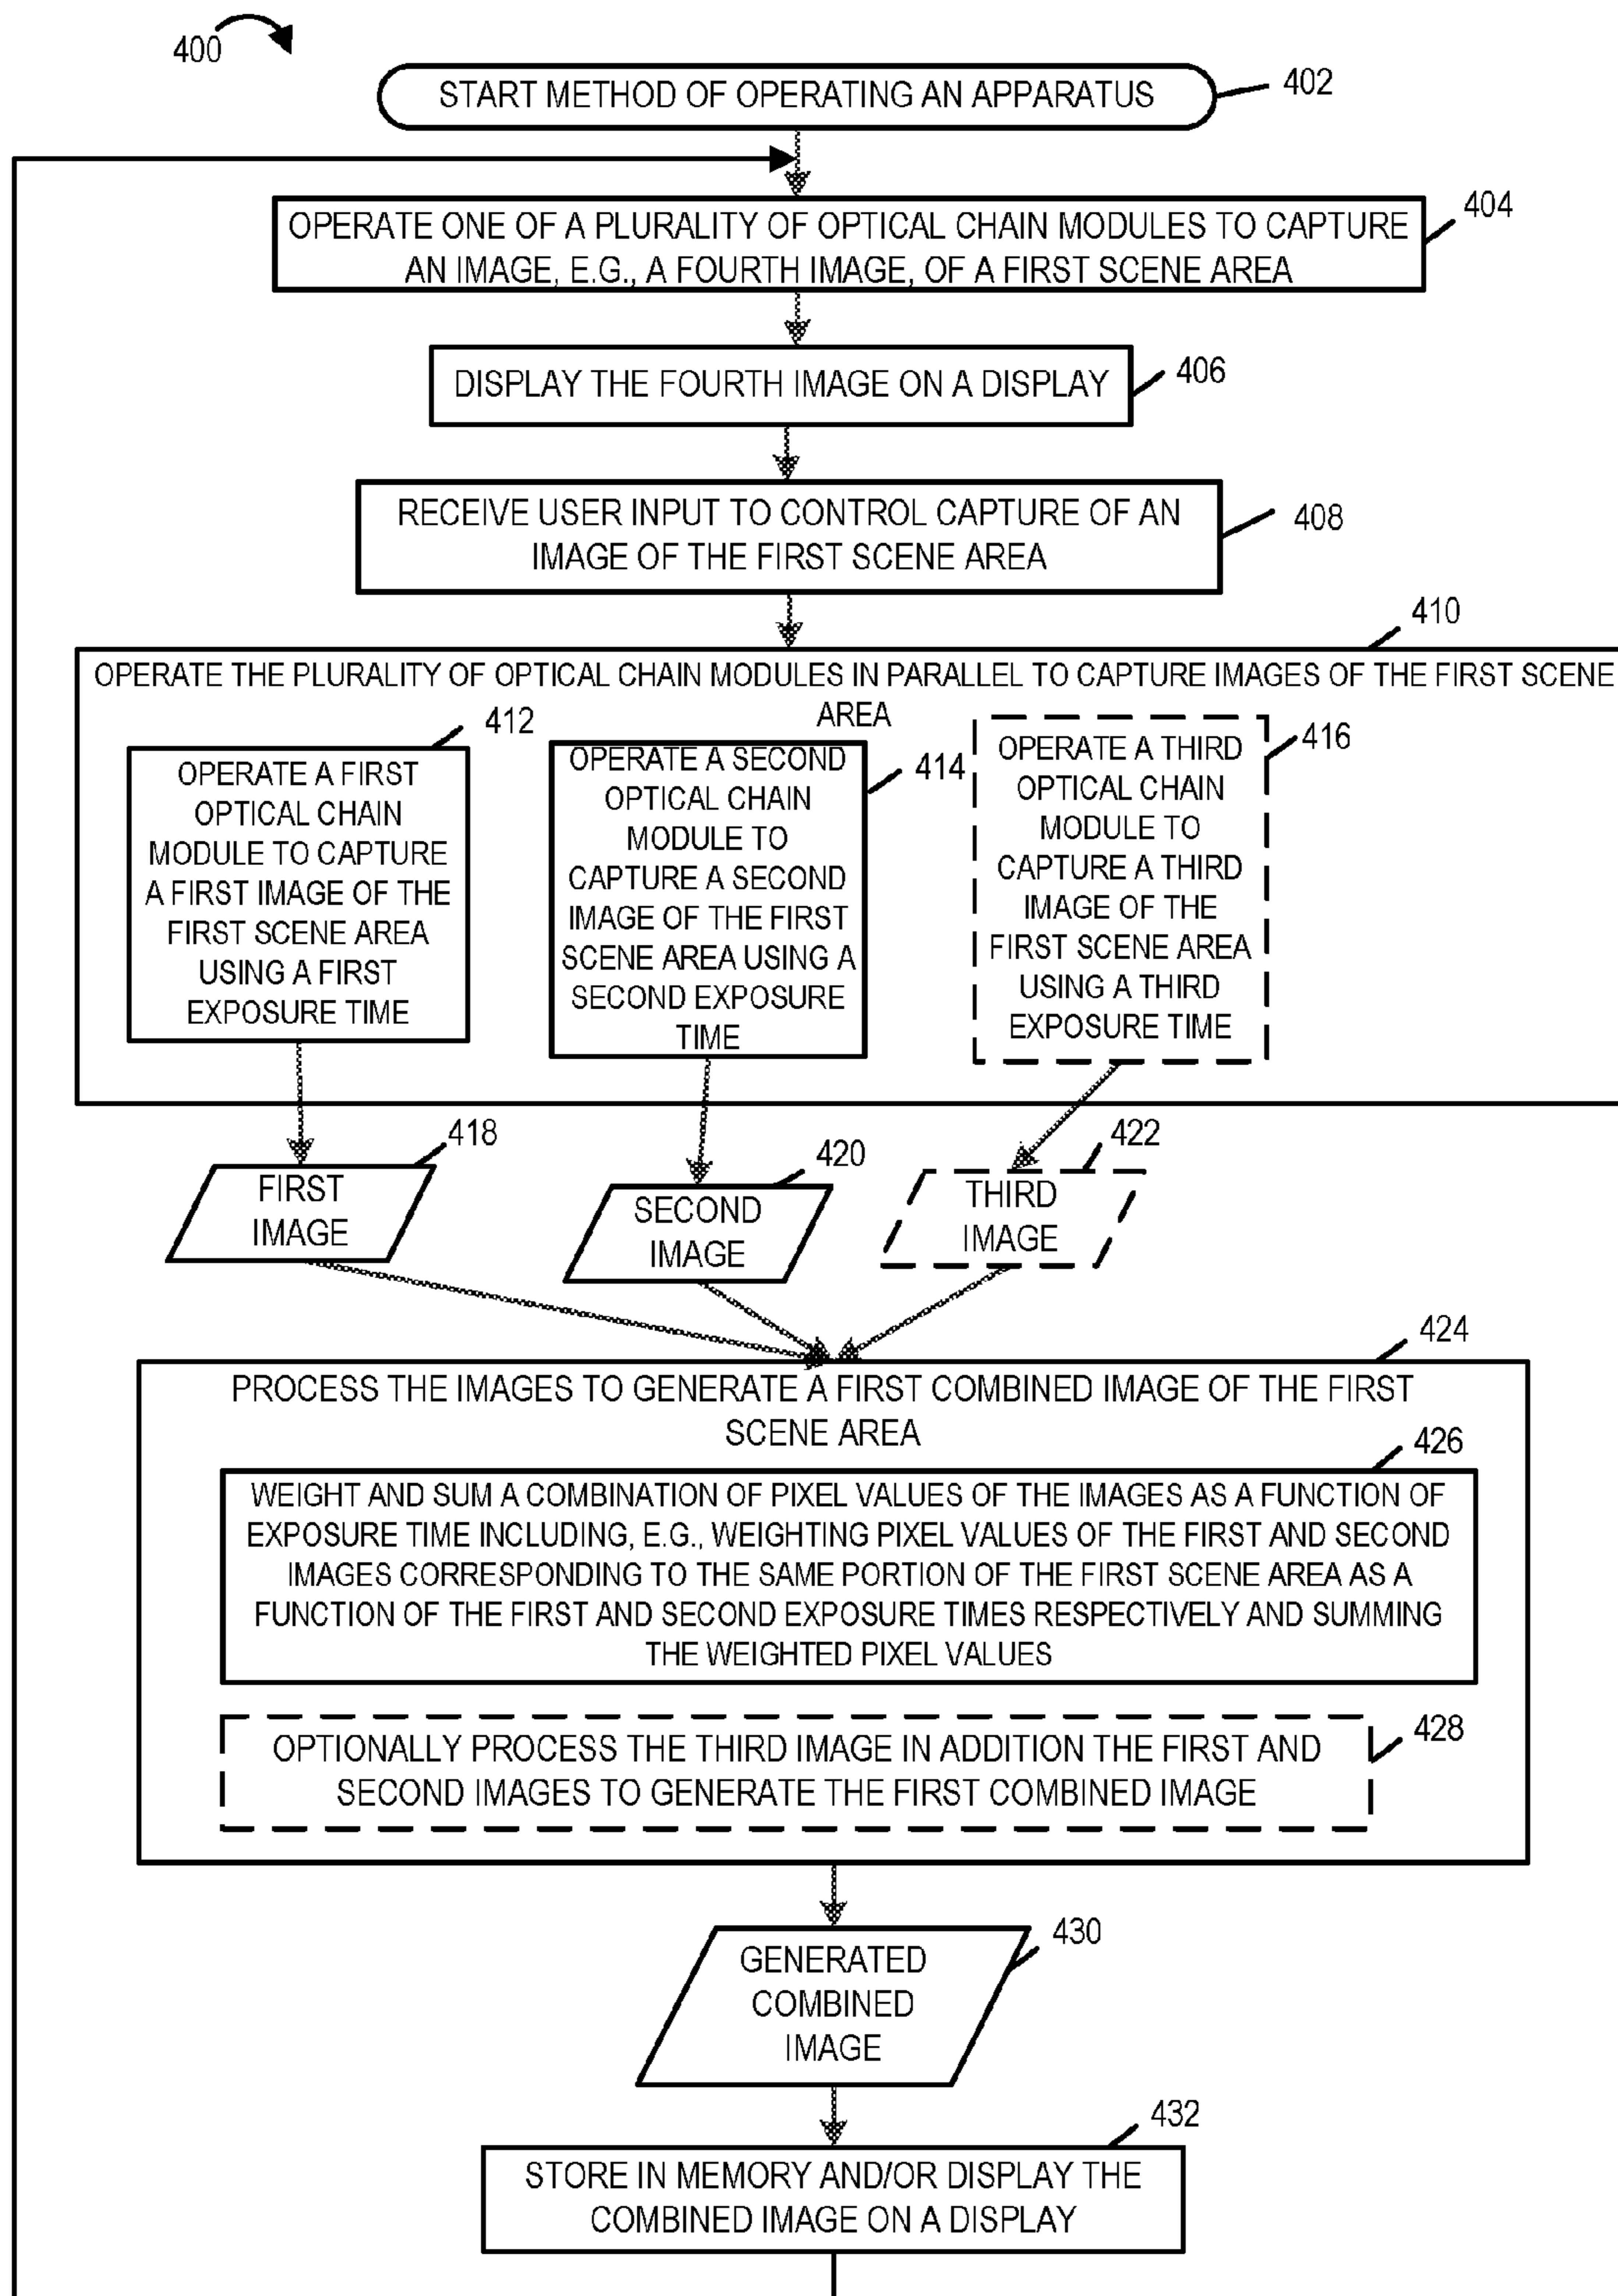 400
START METHOD OF OPERATING AN APPARATUS
402
OPERATE ONE OF A PLURALITY OF OPTICAL CHAIN MODULES TO CAPTURE
AN IMAGE, E.G., A FOURTH IMAGE, OF A FIRST SCENE AREA
404
DISPLAY THE FOURTH IMAGE ON A DISPLAY
406
RECEIVE USER INPUT TO CONTROL CAPTURE OF AN
IMAGE OF THE FIRST SCENE AREA
408
410
OPERATE THE PLURALITY OF OPTICAL CHAIN MODULES IN PARALLEL TO CAPTURE IMAGES OF THE FIRST SCENE
AREA
412
OPERATE A FIRST
OPTICAL CHAIN
MODULE TO CAPTURE
A FIRST IMAGE OF THE
FIRST SCENE AREA
USING A FIRST
EXPOSURE TIME
414
OPERATE A SECOND
OPTICAL CHAIN
MODULE TO
CAPTURE A SECOND
IMAGE OF THE FIRST
SCENE AREA USING A
SECOND EXPOSURE
TIME
416
OPERATE A THIRD
OPTICAL CHAIN
MODULE TO
CAPTURE A THIRD
IMAGE OF THE
FIRST SCENE AREA
USING A THIRD
EXPOSURE TIME
418
FIRST
IMAGE
420
SECOND
IMAGE
422
THIRD
IMAGE
424
PROCESS THE IMAGES TO GENERATE A FIRST COMBINED IMAGE OF THE FIRST
SCENE AREA
426
WEIGHT AND SUM A COMBINATION OF PIXEL VALUES OF THE IMAGES AS A FUNCTION OF
EXPOSURE TIME INCLUDING, E.G., WEIGHTING PIXEL VALUES OF THE FIRST AND SECOND
IMAGES CORRESPONDING TO THE SAME PORTION OF THE FIRST SCENE AREA AS A
FUNCTION OF THE FIRST AND SECOND EXPOSURE TIMES RESPECTIVELY AND SUMMING
THE WEIGHTED PIXEL VALUES
428
OPTIONALLY PROCESS THE THIRD IMAGE IN ADDITION THE FIRST AND
SECOND IMAGES TO GENERATE THE FIRST COMBINED IMAGE
430
GENERATED
COMBINED
IMAGE
432
STORE IN MEMORY AND/OR DISPLAY THE
COMBINED IMAGE ON A DISPLAY